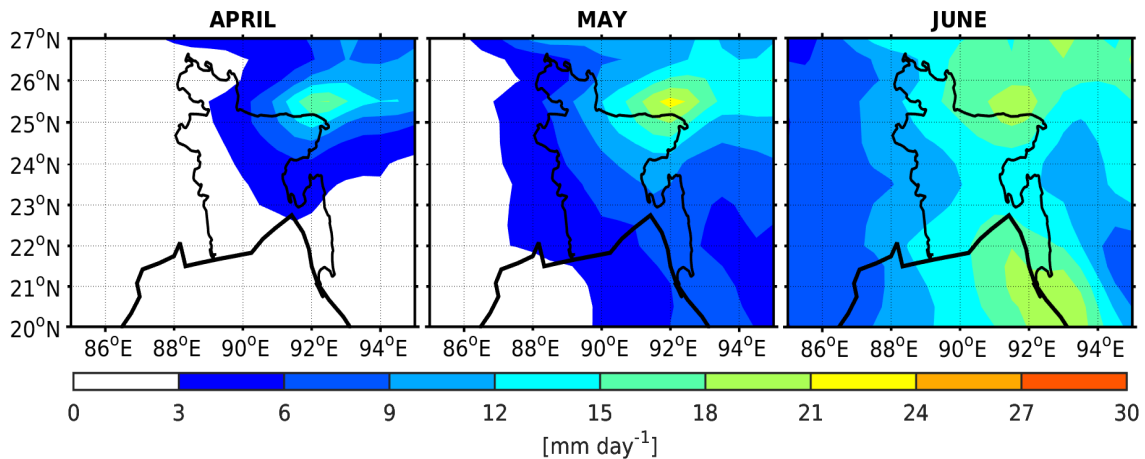 APRIL MAY JUNE
27°N
26°N
25°N
24°N
23°N
22°N
21°N
20°N
86°E 88°E 90°E 92°E 94°E 86°E 88°E 90°E 92°E 94°E 86°E 88°E 90°E 92°E 94°E
0 3 6 9 12 15 18 21 24 27 30
[mm day⁻¹]